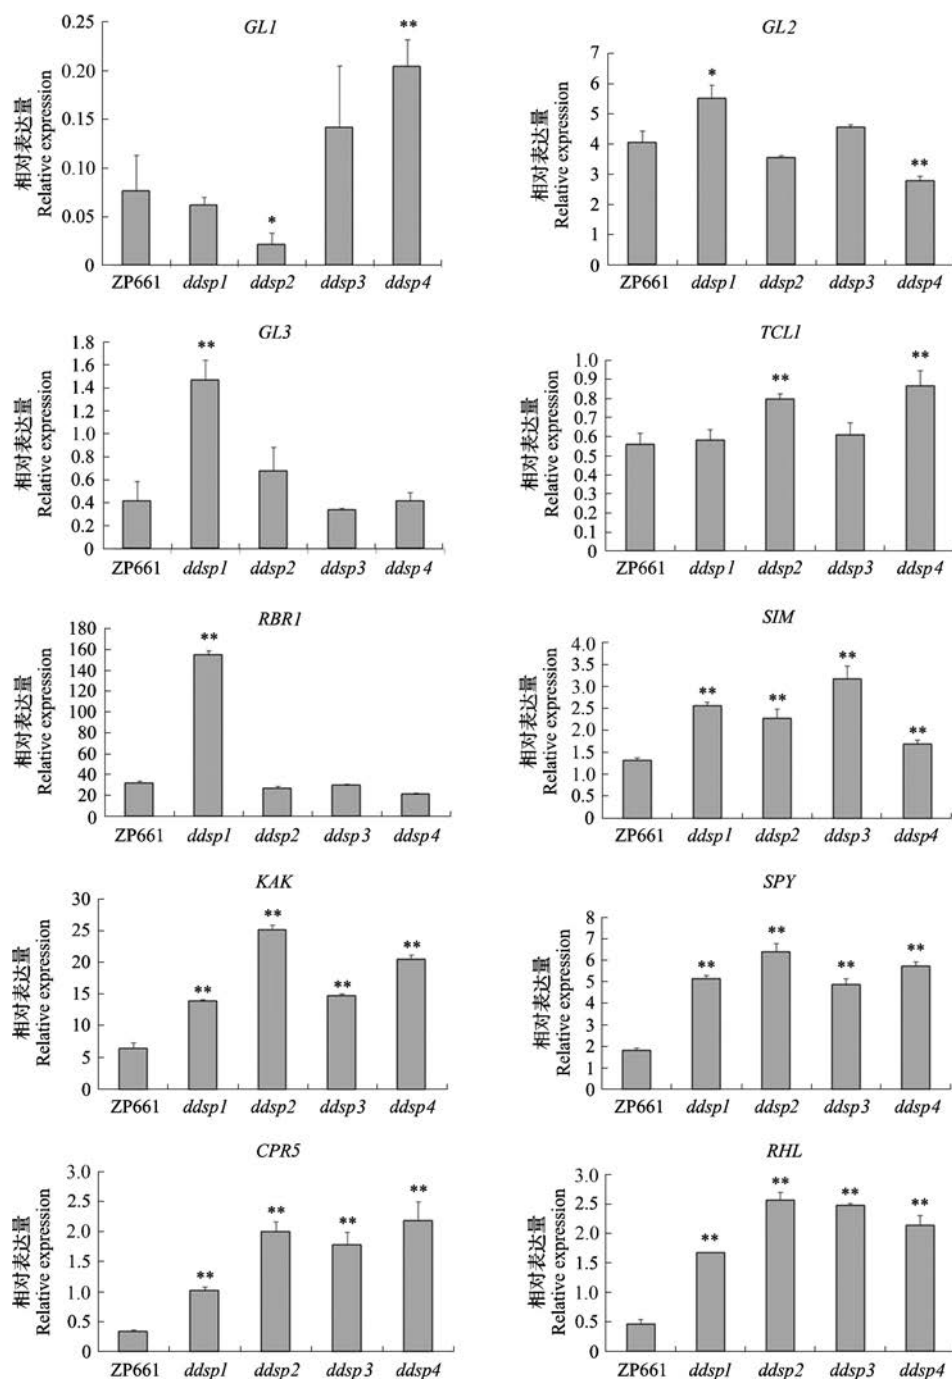 GL1
相对表达量
Relative expression
0.25
0.20
0.15
0.10
0.05
0
**
*
ZP661 ddsp1 ddsp2 ddsp3 ddsp4
GL2
相对表达量
Relative expression
7
6
5
4
3
2
1
0
*
**
ZP661 ddsp1 ddsp2 ddsp3 ddsp4
GL3
相对表达量
Relative expression
1.8
1.6
1.4
1.2
1.0
0.8
0.6
0.4
0.2
0
**
ZP661 ddsp1 ddsp2 ddsp3 ddsp4
TCL1
相对表达量
Relative expression
1.0
0.9
0.8
0.7
0.6
0.5
0.4
0.3
0.2
0.1
0
**
**
ZP661 ddsp1 ddsp2 ddsp3 ddsp4
RBR1
相对表达量
Relative expression
180
160
140
120
100
80
60
40
20
0
**
ZP661 ddsp1 ddsp2 ddsp3 ddsp4
SIM
相对表达量
Relative expression
4.0
3.5
3.0
2.5
2.0
1.5
1.0
0.5
0
**
**
**
**
ZP661 ddsp1 ddsp2 ddsp3 ddsp4
KAK
相对表达量
Relative expression
30
25
20
15
10
5
0
**
**
**
**
ZP661 ddsp1 ddsp2 ddsp3 ddsp4
SPY
相对表达量
Relative expression
8
7
6
5
4
3
2
1
0
**
**
**
**
ZP661 ddsp1 ddsp2 ddsp3 ddsp4
CPR5
相对表达量
Relative expression
3.0
2.5
2.0
1.5
1.0
0.5
0
**
**
**
**
ZP661 ddsp1 ddsp2 ddsp3 ddsp4
RHL
相对表达量
Relative expression
3.0
2.5
2.0
1.5
1.0
0.5
0
**
**
**
**
ZP661 ddsp1 ddsp2 ddsp3 ddsp4